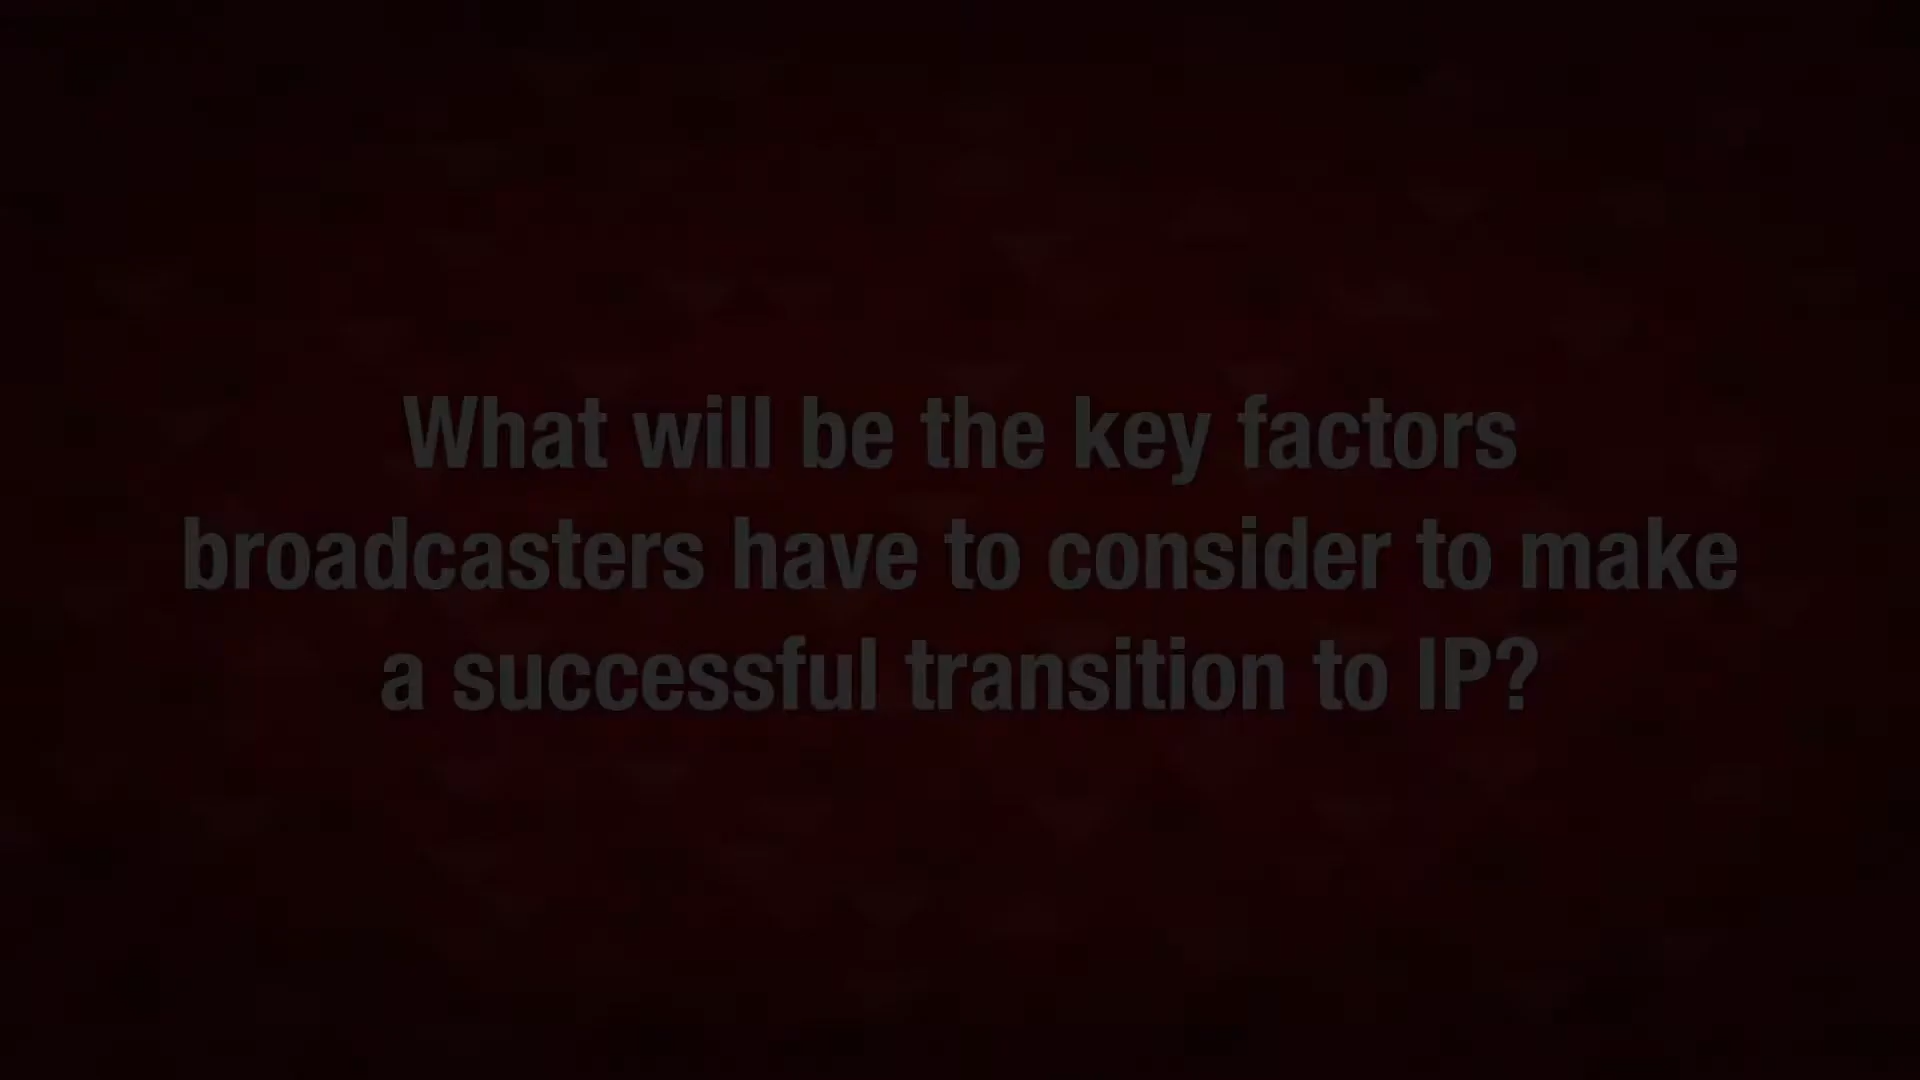 What will be the key factors
broadcasters have to consider to make
a successful transition to IP?